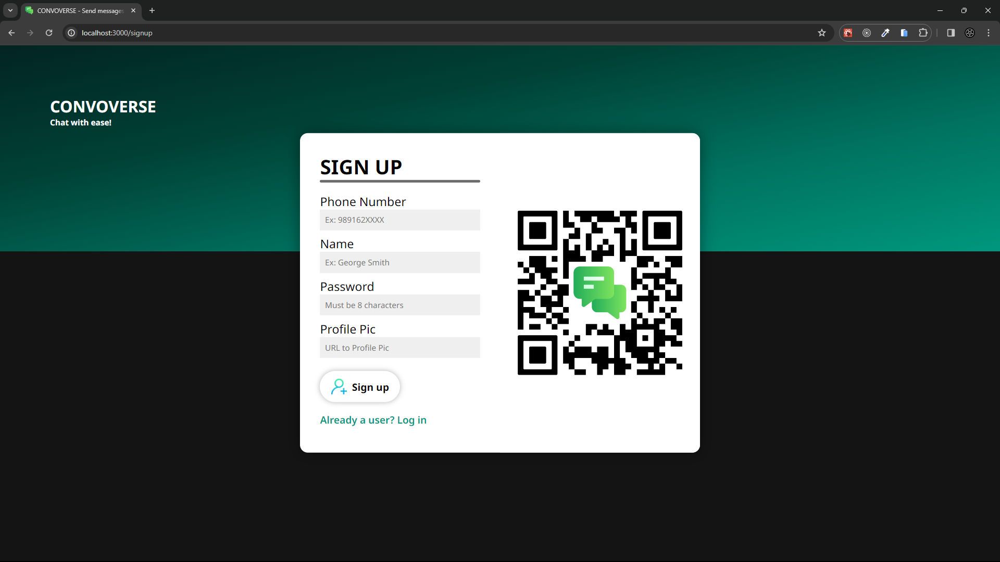 CONVOVERSE - Send messages
localhost:3000/signup
CONVOVERSE
Chat with ease!
SIGN UP
Phone Number
Ex: 989162XXXX
Name
Ex: George Smith
Password
Must be 8 characters
Profile Pic
URL to Profile Pic
Sign up
Already a user? Log in